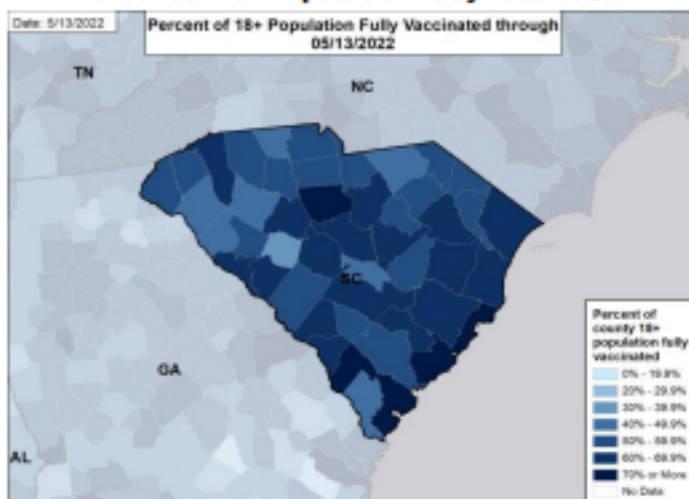 Date: 5/13/2022
Percent of 18+ Population Fully Vaccinated through
05/13/2022
TN
NC
SC
GA
AL
Percent of
county 18+
population fully
vaccinated
0% - 19.9%
20% - 29.9%
30% - 39.9%
40% - 49.9%
50% - 59.9%
60% - 69.9%
70% or More
No Data